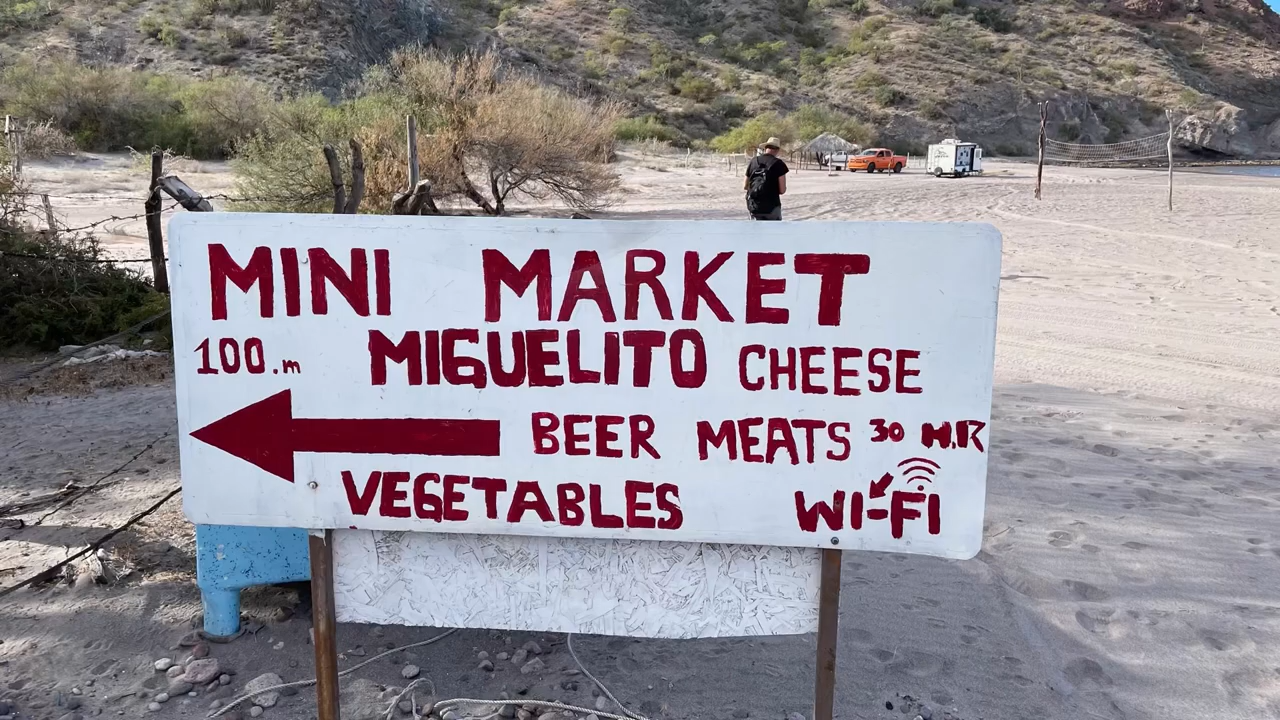 MINI MARKET
100.m MIGUELITO CHEESE
BEER MEATS 30 H.R
VEGETABLES WI-FI